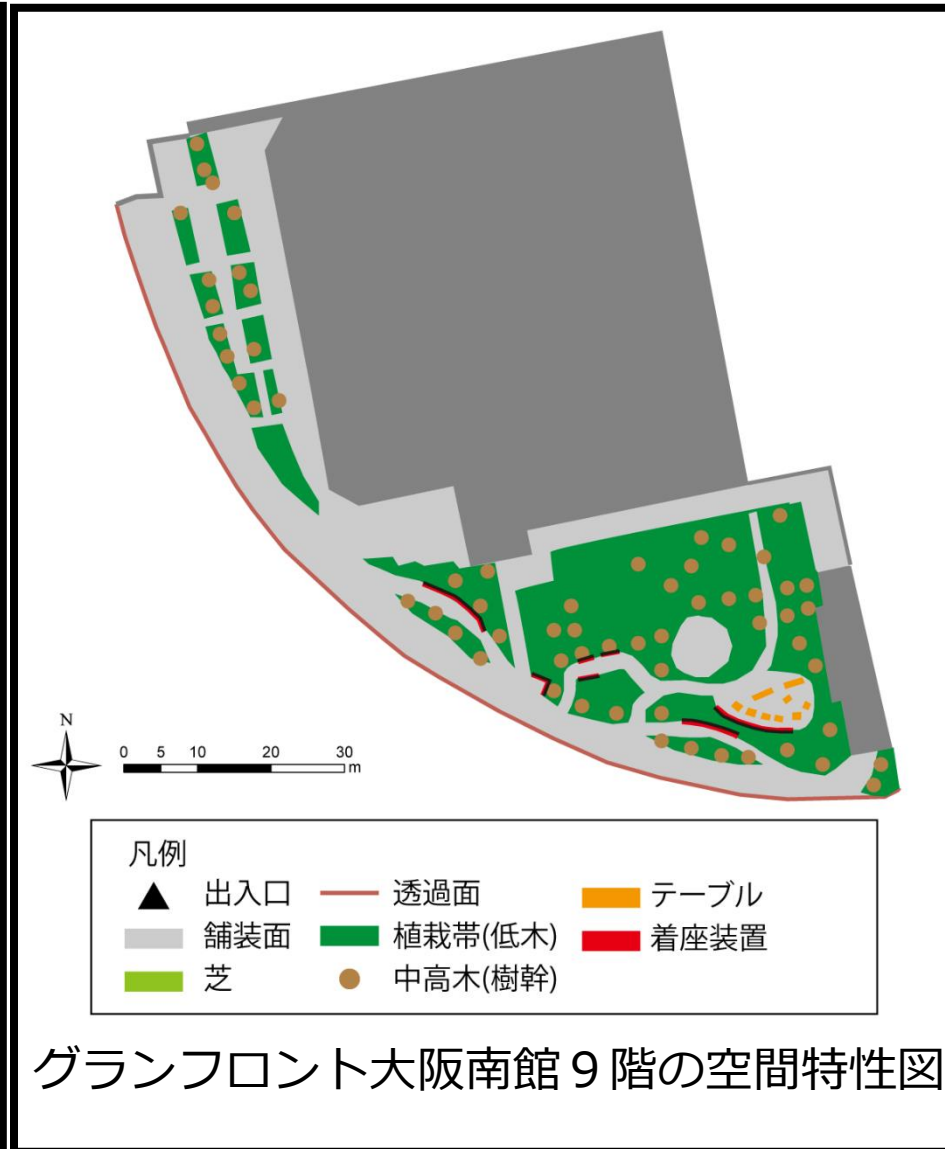 N
0 5 10 20 30
m
凡例
出入口 透過面 テーブル
舗装面 植栽帯(低木) 着座装置
芝 中高木(樹幹)
グランフロント大阪南館９階の空間特性図